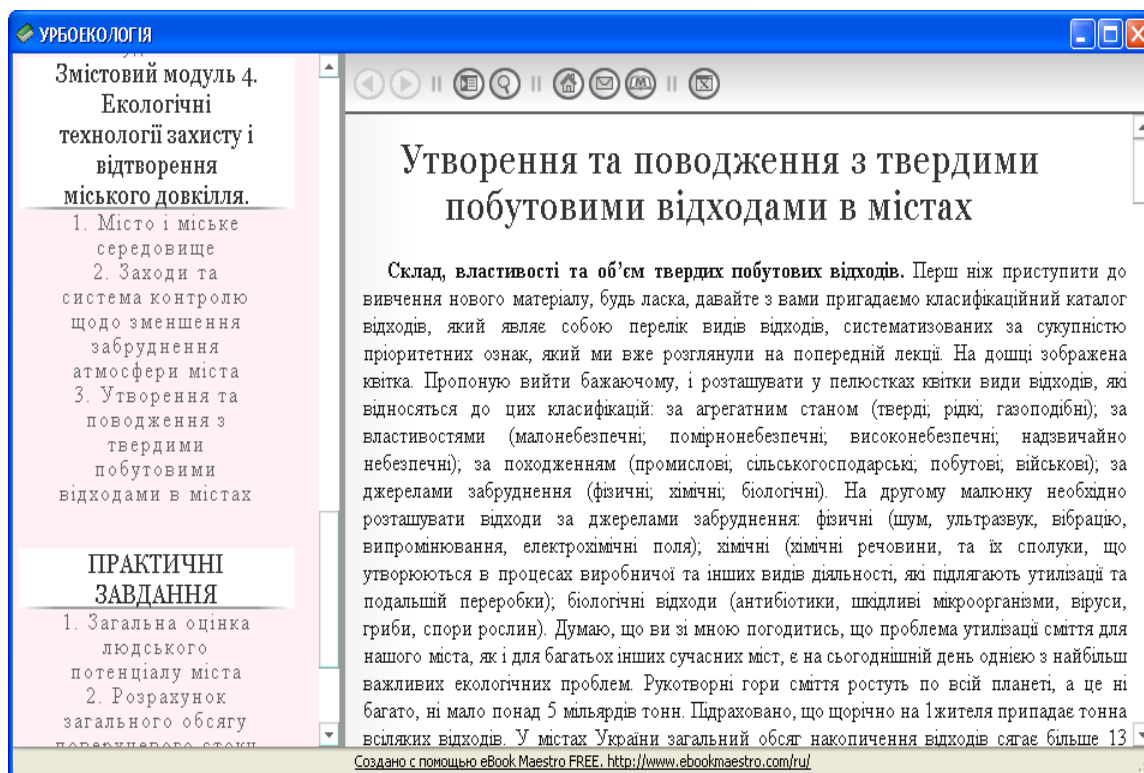 УРБОЕКОЛОГІЯ
Змістовий модуль 4.
Екологічні
технології захисту і
відтворення
міського довкілля.
1. Місто і міське
середовище
2. Заходи та
система контролю
щодо зменшення
забруднення
атмосфери міста
3. Утворення та
поводження з
твердими
побутовими
відходами в містах
ПРАКТИЧНІ
ЗАВДАННЯ
1. Загальна оцінка
людського
потенціалу міста
2. Розрахунок
загального обсягу
поверхневого стоку
Утворення та поводження з твердими
побутовими відходами в містах
Склад, властивості та об’єм твердих побутових відходів. Перш ніж приступити до
вивчення нового матеріалу, будь ласка, давайте з вами пригадаємо класифікаційний каталог
відходів, який являє собою перелік видів відходів, систематизованих за сукупністю
пріоритетних ознак, який ми вже розглянули на попередній лекції. На дошці зображена
квітка. Пропоную вийти бажаючому, і розташувати у пелюстках квітки види відходів, які
відносяться до цих класифікацій: за агрегатним станом (тверді; рідкі; газоподібні); за
властивостями (малонебезпечні; помірнонебезпечні; високонебезпечні; надзвичайно
небезпечні); за походженням (промислові; сільськогосподарські; побутові; військові); за
джерелами забруднення (фізичні; хімічні; біологічні). На другому малюнку необхідно
розташувати відходи за джерелами забруднення: фізичні (шум, ультразвук, вібрацію,
випромінювання, електрохімічні поля); хімічні (хімічні речовини, та їх сполуки, що
утворюються в процесах виробничої та інших видів діяльності, які підлягають утилізації та
подальшій переробки); біологічні відходи (антибіотики, шкідливі мікроорганізми, віруси,
гриби, спори рослин). Думаю, що ви зі мною погодитись, що проблема утилізації сміття для
нашого міста, як і для багатьох інших сучасних міст, є на сьогоднішній день однією з найбільш
важливих екологічних проблем. Рукотворні гори сміття ростуть по всій планеті, а це ні
багато, ні мало понад 5 мільярдів тонн. Підраховано, що щорічно на 1жителя припадає тонна
всіляких відходів. У містах України загальний обсяг накопичення відходів сягає більше 13
Создано с помощью eBook Maestro FREE. http://www.ebookmaestro.com/ru/